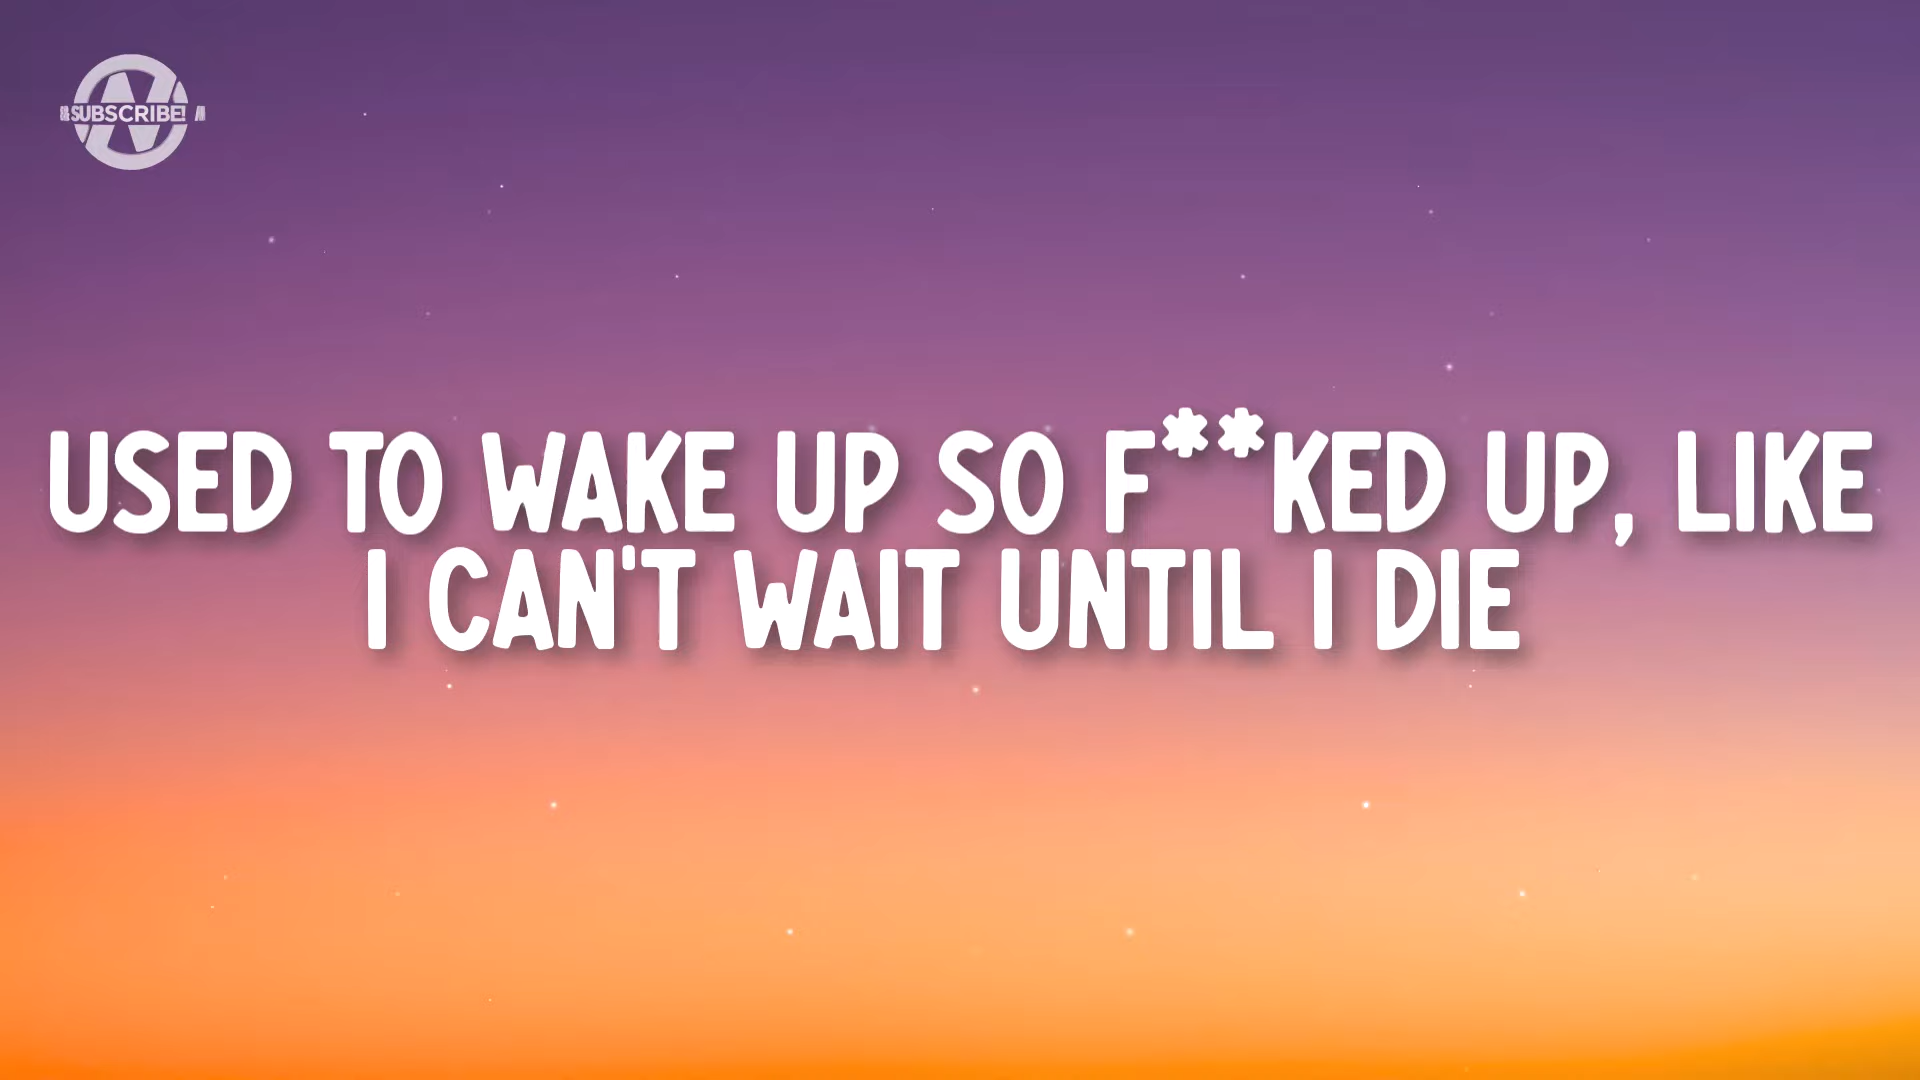 SUBSCRIBE!
USED TO WAKE UP SO F**KED UP, LIKE
I CAN'T WAIT UNTIL I DIE